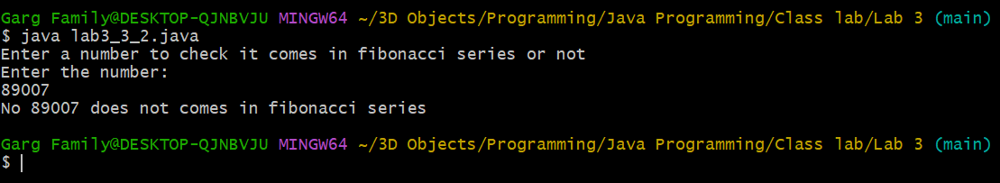 Garg Family@DESKTOP-QJNBVJU MINGW64 ~/3D Objects/Programming/Java Programming/Class lab/Lab 3 (main)
$ java lab3_3_2.java
Enter a number to check it comes in fibonacci series or not
Enter the number:
89007
No 89007 does not comes in fibonacci series
Garg Family@DESKTOP-QJNBVJU MINGW64 ~/3D Objects/Programming/Java Programming/Class lab/Lab 3 (main)
$